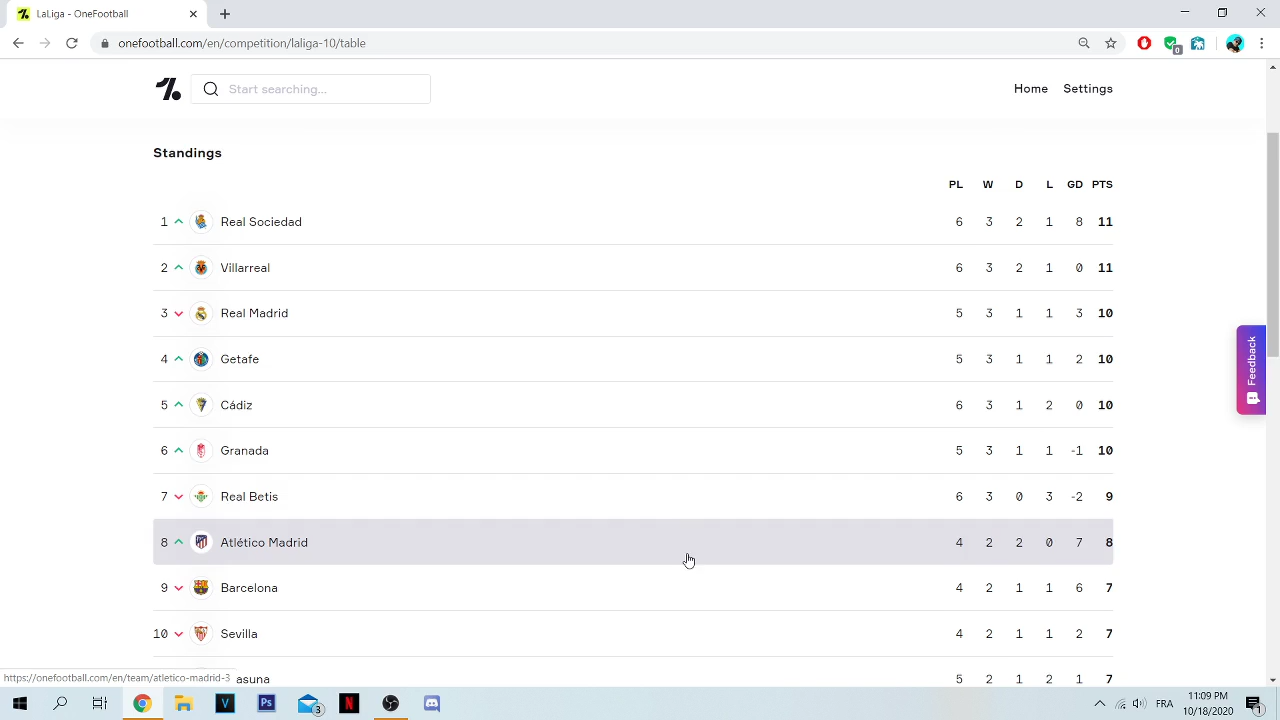 LaLiga - OneFootball
onefootball.com/en/competition/laliga-10/table
0
Start searching...
Home Settings
Standings
PL W D L GD PTS
1 Real Sociedad 6 3 2 1 8 11
2 Villarreal 6 3 2 1 0 11
3 Real Madrid 5 3 1 1 3 10
4 Getafe 5 3 1 1 2 10
5 Cádiz 6 3 1 2 0 10
6 Granada 5 3 1 1 -1 10
7 Real Betis 6 3 0 3 -2 9
8 Atlético Madrid 4 2 2 0 7 8
9 Barcelona 4 2 1 1 6 7
10 Sevilla 4 2 1 1 2 7
asuna 5 2 1 2 1 7
Feedback
https://onefootball.com/en/team/atletico-madrid-3
V Ps 3 N
FRA
11:09 PM
10/18/2020
1